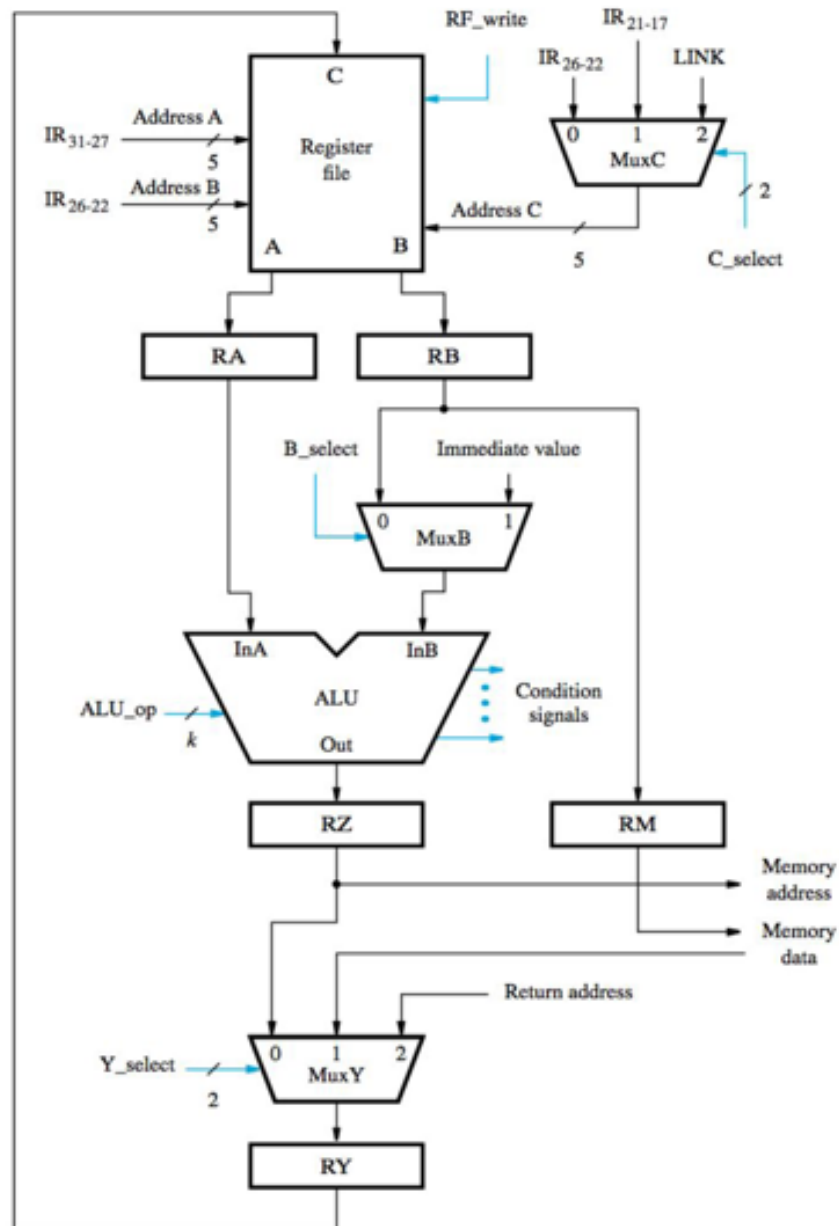 RF_write
IR21-17
IR26-22
LINK
C
0 1 2
MuxC
Address A
IR31-27
5
Register
file
Address B
IR26-22
5
Address C
2
5
C_select
A B
RA
RB
B_select
Immediate value
0 1
MuxB
InA InB
ALU
Condition
signals
ALU_op
k
Out
RZ
RM
Memory
address
Memory
data
Return address
0 1 2
Y_select
MuxY
2
RY